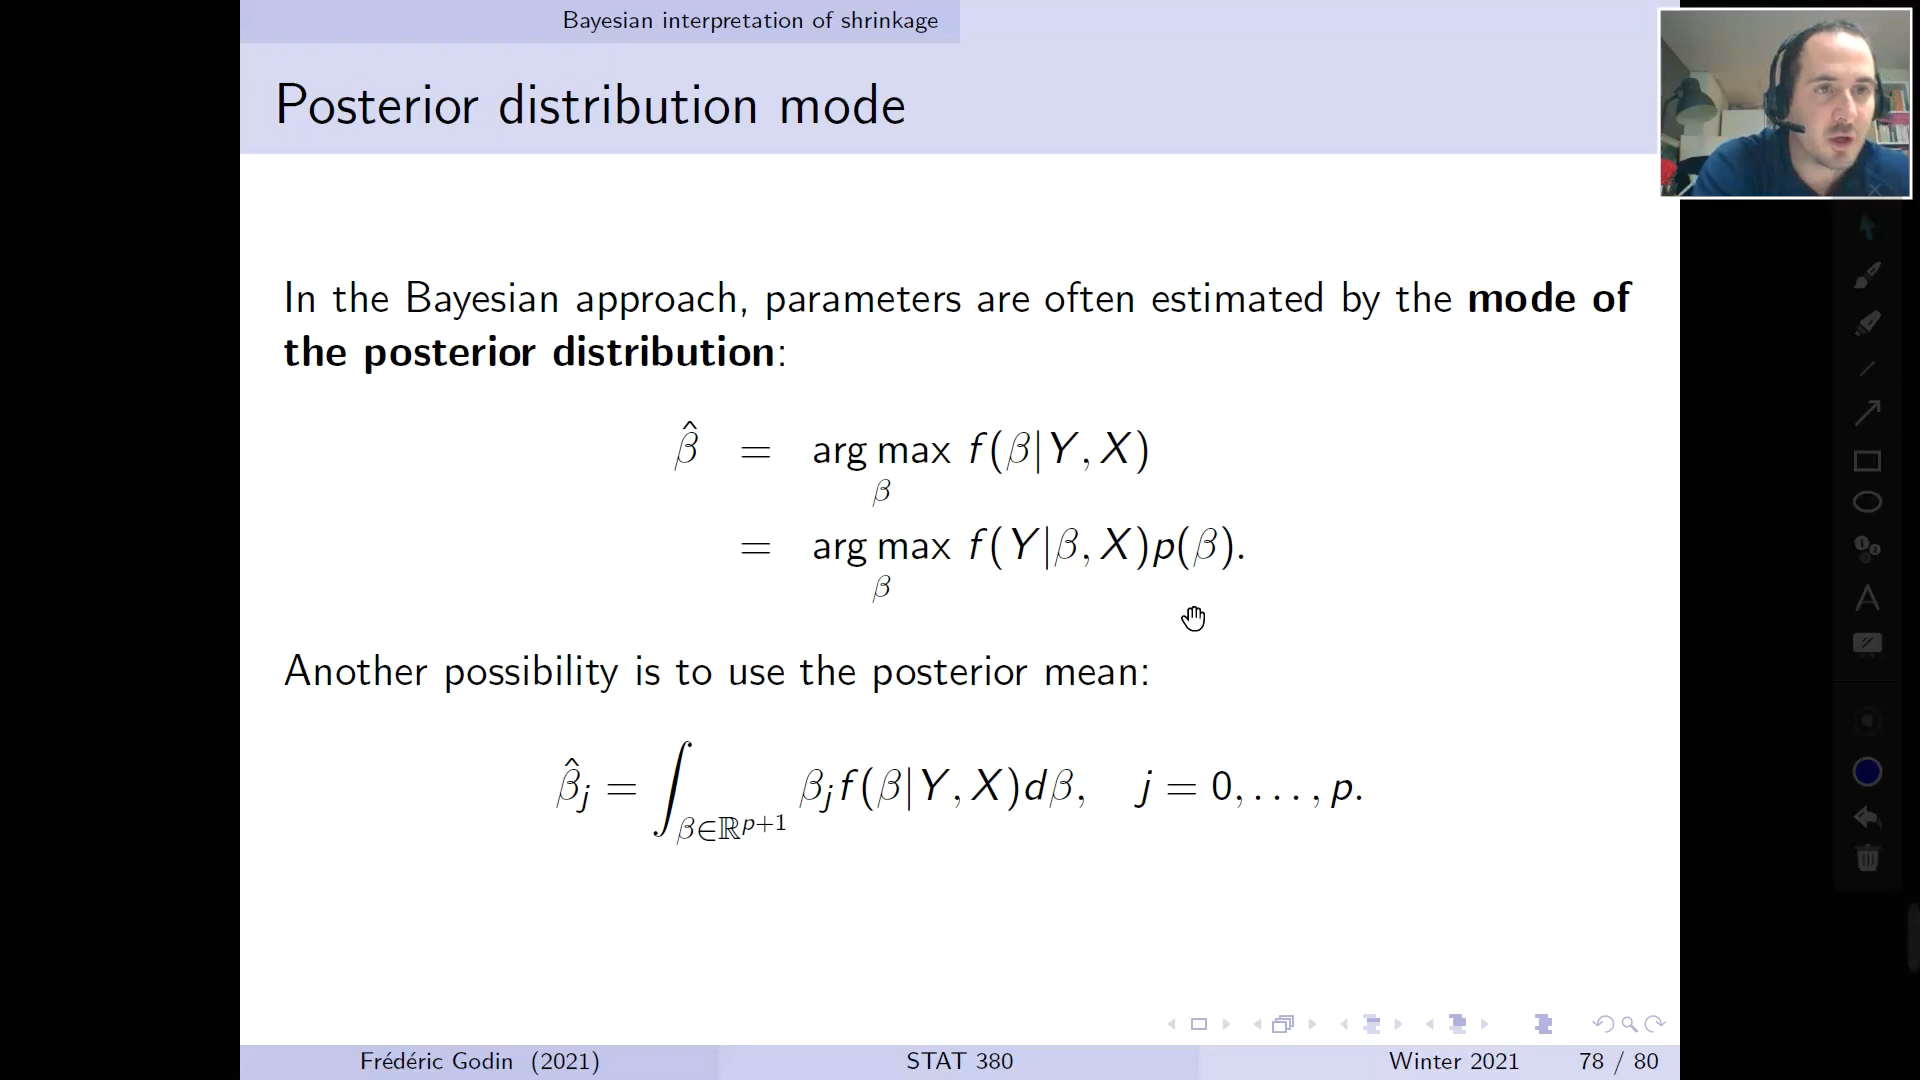 Bayesian interpretation of shrinkage
Posterior distribution mode
In the Bayesian approach, parameters are often estimated by the mode of
the posterior distribution:
β̂ = arg max f(β|Y, X)
β
= arg max f(Y|β, X)p(β).
β
Another possibility is to use the posterior mean:
β̂ⱼ = ∫_{β∈ℝ^{p+1}} βⱼf(β|Y, X)dβ, j = 0, . . . , p.
Frédéric Godin (2021) STAT 380 Winter 2021 78 / 80